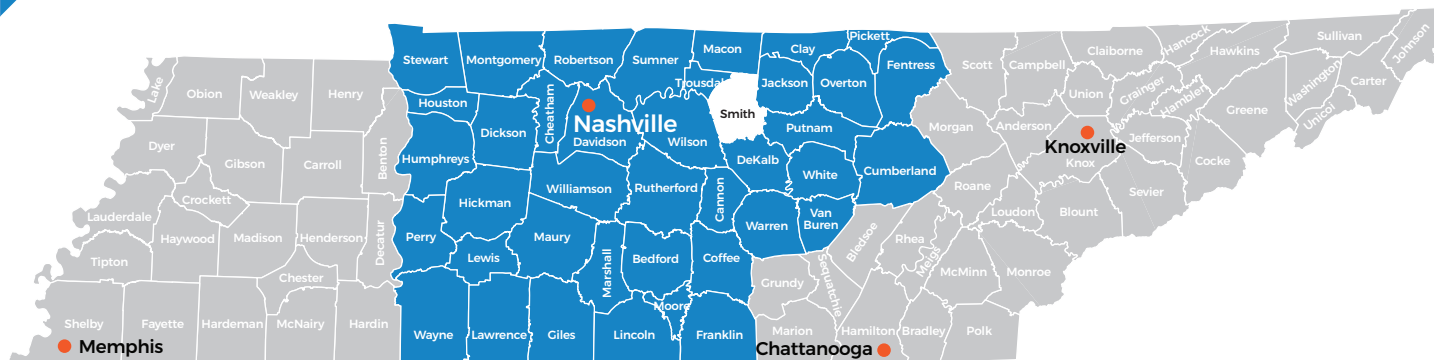 Stewart
Montgomery
Robertson
Sumner
Macon
Clay
Pickett
Fentress
Scott
Campbell
Claiborne
Hancock
Hawkins
Sullivan
Johnson
Lake
Obion
Weakley
Henry
Houston
Cheatham
Trousdal
Smith
Jackson
Overton
Union
Grainger
Hamblen
Washington
Carter
Unicoi
Greene
Dyer
Gibson
Carroll
Benton
Humphreys
Dickson
Nashville
Davidson
Wilson
Putnam
DeKalb
White
Cumberland
Morgan
Anderson
Knoxville
Knox
Jefferson
Cocke
Sevier
Lauderdale
Crockett
Haywood
Madison
Henderson
Decatur
Perry
Hickman
Williamson
Rutherford
Cannon
Warren
Van
Buren
Roane
Loudon
Blount
Tipton
Chester
Lewis
Maury
Marshall
Bedford
Coffee
Grundy
Sequatchie
Bledsoe
Rhea
Meigs
McMinn
Monroe
Shelby
Fayette
Hardeman
McNairy
Hardin
Wayne
Lawrence
Giles
Lincoln
Moore
Franklin
Marion
Hamilton
Bradley
Polk
Memphis
Chattanooga